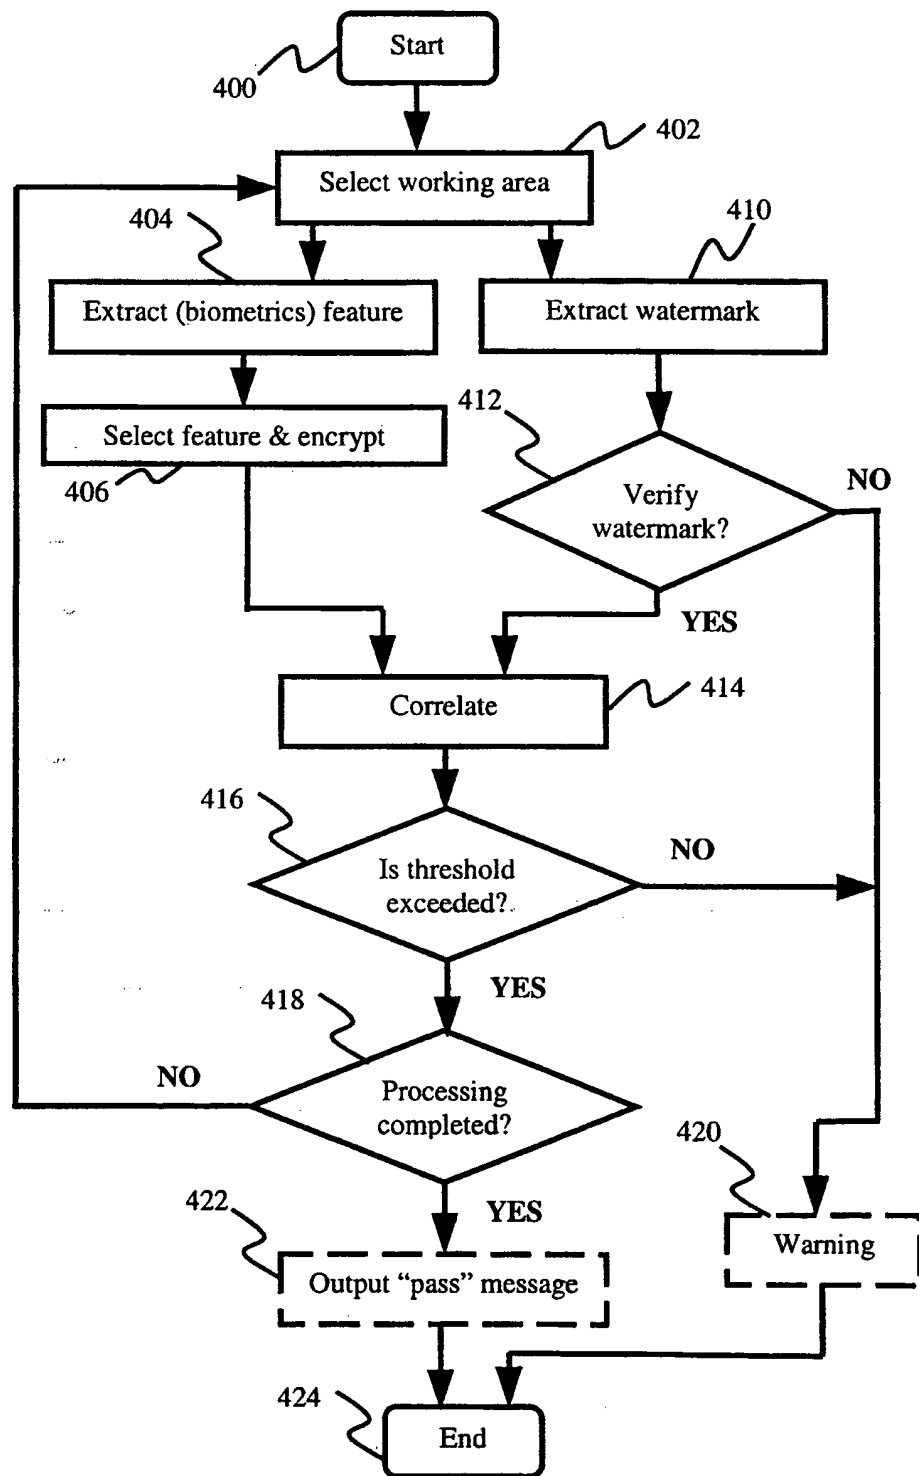 Start
400
402
Select working area
404
410
Extract (biometrics) feature
Extract watermark
412
Select feature & encrypt
406
NO
Verify
watermark?
YES
Correlate
414
416
NO
Is threshold
exceeded?
YES
418
NO
Processing
completed?
420
422
YES
Warning
Output “pass” message
424
End